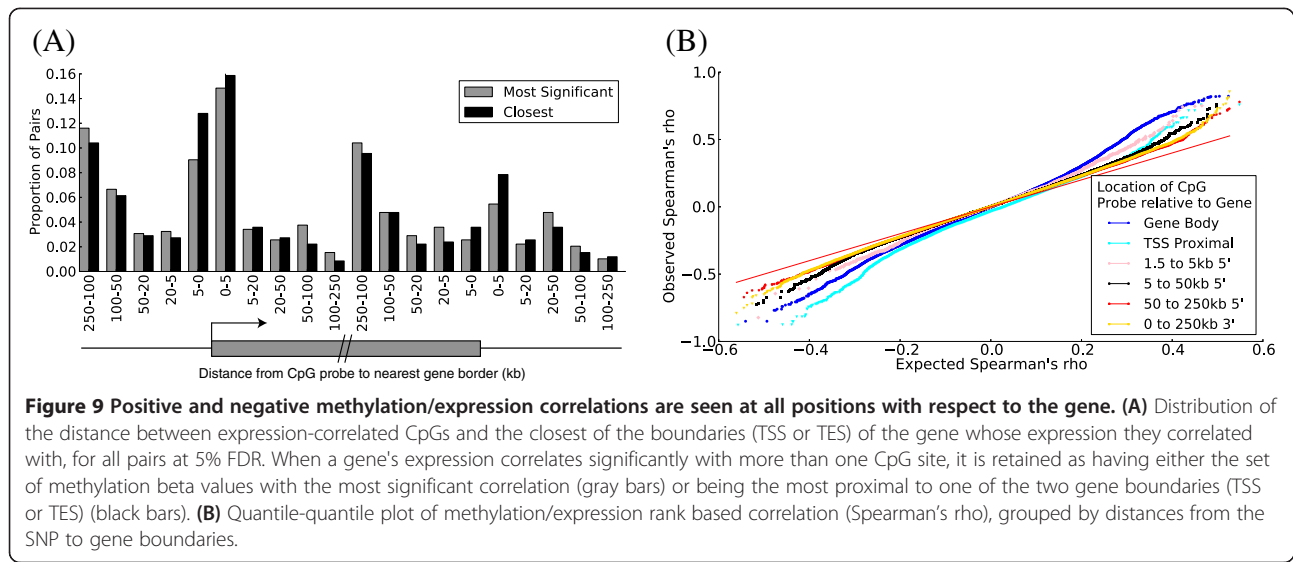 (A)
Proportion of Pairs
0.16
0.14
0.12
0.10
0.08
0.06
0.04
0.02
0.00
Most Significant
Closest
250-100
100-50
50-20
20-5
5-0
0-5
5-20
20-50
50-100
100-250
250-100
100-50
50-20
20-5
5-0
0-5
5-20
20-50
50-100
100-250
Distance from CpG probe to nearest gene border (kb)
(B)
Observed Spearman's rho
1.0
0.5
0.0
−0.5
−1.0
−0.6
−0.4
−0.2
0.0
0.2
0.4
0.6
Expected Spearman's rho
Location of CpG
Probe relative to Gene
Gene Body
TSS Proximal
1.5 to 5kb 5'
5 to 50kb 5'
50 to 250kb 5'
0 to 250kb 3'
Figure 9 Positive and negative methylation/expression correlations are seen at all positions with respect to the gene. (A) Distribution of
the distance between expression-correlated CpGs and the closest of the boundaries (TSS or TES) of the gene whose expression they correlated
with, for all pairs at 5% FDR. When a gene's expression correlates significantly with more than one CpG site, it is retained as having either the set
of methylation beta values with the most significant correlation (gray bars) or being the most proximal to one of the two gene boundaries (TSS
or TES) (black bars). (B) Quantile-quantile plot of methylation/expression rank based correlation (Spearman's rho), grouped by distances from the
SNP to gene boundaries.